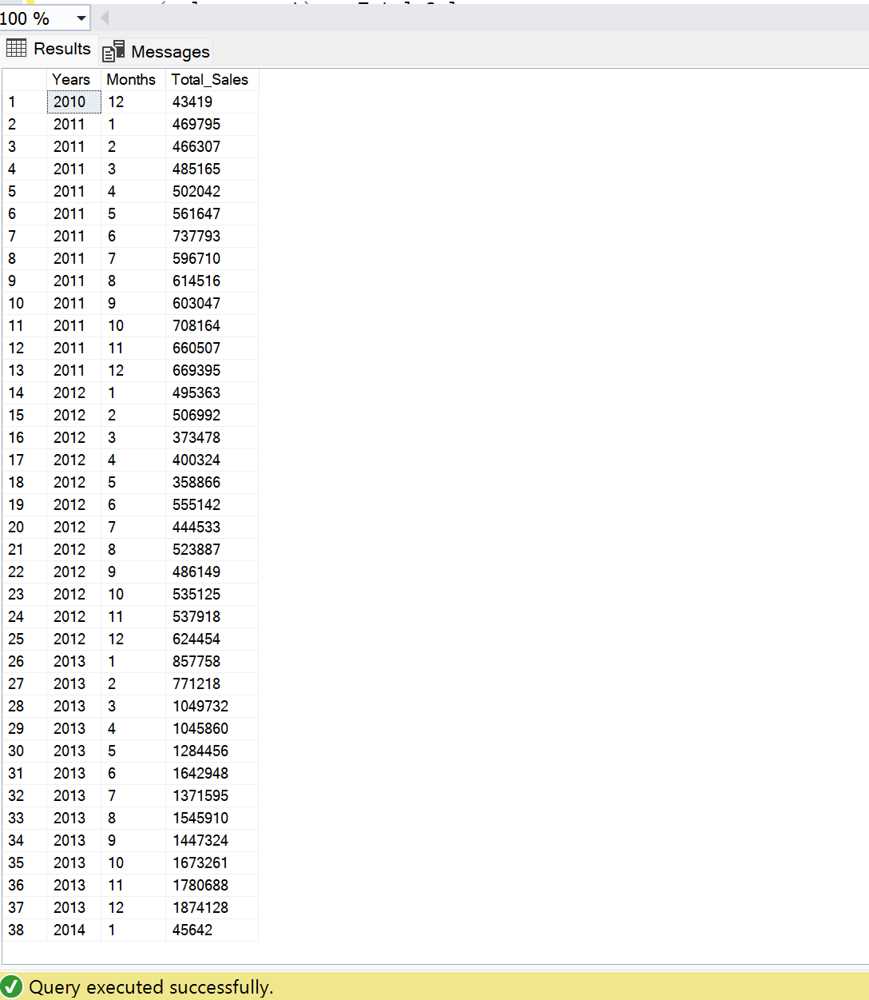 100 %
Results Messages
Years Months Total_Sales
1 2010 12 43419
2 2011 1 469795
3 2011 2 466307
4 2011 3 485165
5 2011 4 502042
6 2011 5 561647
7 2011 6 737793
8 2011 7 596710
9 2011 8 614516
10 2011 9 603047
11 2011 10 708164
12 2011 11 660507
13 2011 12 669395
14 2012 1 495363
15 2012 2 506992
16 2012 3 373478
17 2012 4 400324
18 2012 5 358866
19 2012 6 555142
20 2012 7 444533
21 2012 8 523887
22 2012 9 486149
23 2012 10 535125
24 2012 11 537918
25 2012 12 624454
26 2013 1 857758
27 2013 2 771218
28 2013 3 1049732
29 2013 4 1045860
30 2013 5 1284456
31 2013 6 1642948
32 2013 7 1371595
33 2013 8 1545910
34 2013 9 1447324
35 2013 10 1673261
36 2013 11 1780688
37 2013 12 1874128
38 2014 1 45642
Query executed successfully.